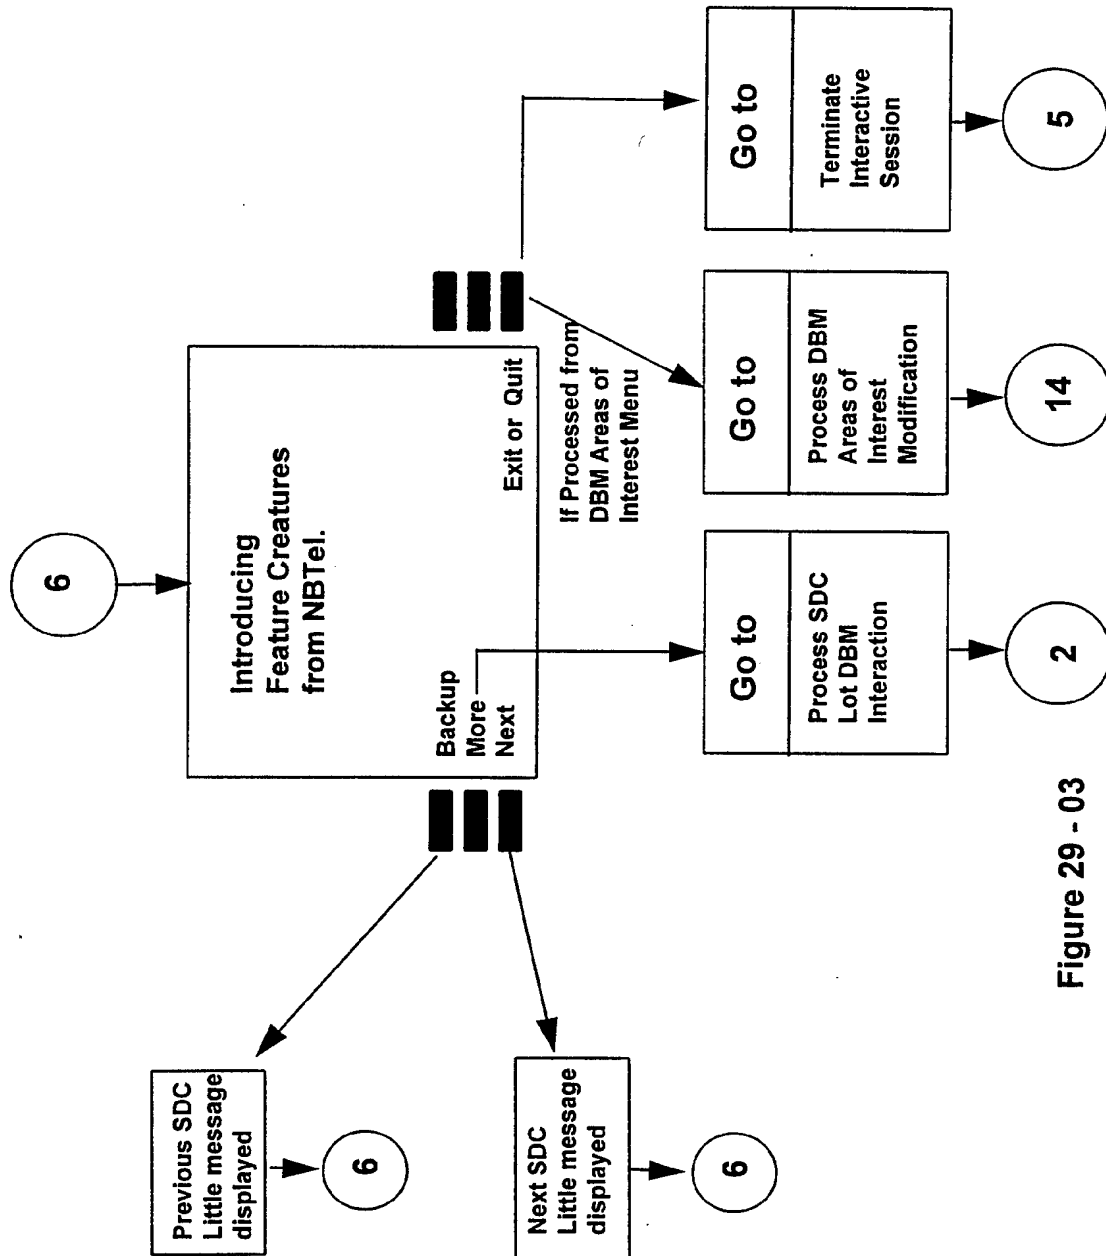 6
Introducing
Feature Creatures
from NBTel.
Backup
More
Next
Exit or Quit
If Processed from
DBM Areas of
Interest Menu
Previous SDC
Little message
displayed
6
Next SDC
Little message
displayed
6
Go to
Process SDC
Lot DBM
Interaction
2
Go to
Process DBM
Areas of
Interest
Modification
14
Go to
Terminate
Interactive
Session
5
Figure 29 - 03